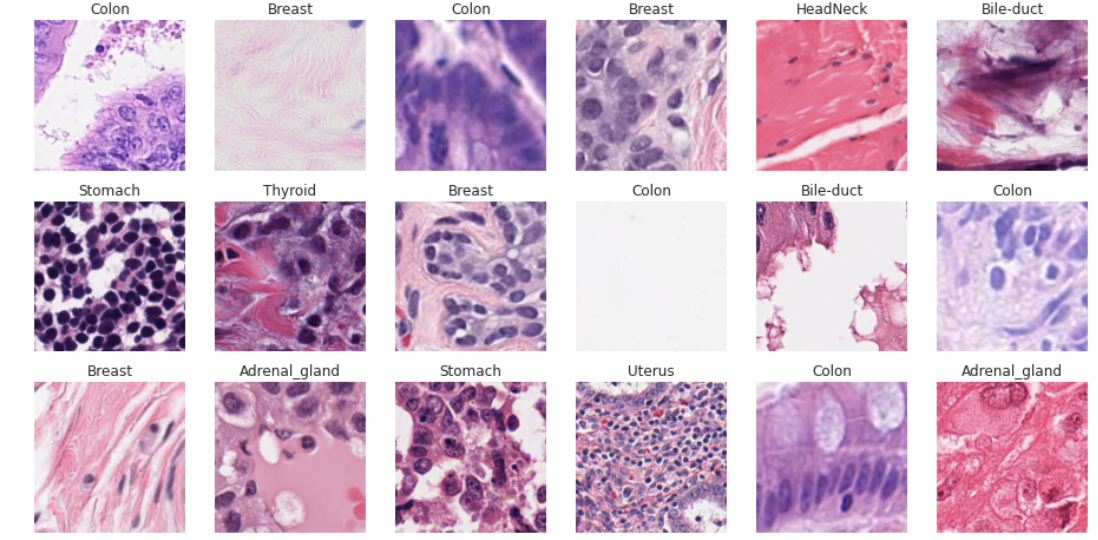 Colon Breast Colon Breast HeadNeck Bile-duct
Stomach Thyroid Breast Colon Bile-duct Colon
Breast Adrenal_gland Stomach Uterus Colon Adrenal_gland